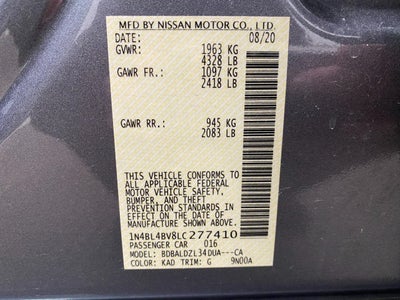 MFD BY NISSAN MOTOR CO., LTD.
DATE: 08/20
GVWR: 1963 KG
4328 LB
GAWR FR.: 1097 KG
2418 LB
GAWR RR.: 945 KG
2083 LB
THIS VEHICLE CONFORMS TO
ALL APPLICABLE FEDERAL
MOTOR VEHICLE SAFETY,
BUMPER, AND THEFT
PREVENTION STANDARDS IN
EFFECT ON THE DATE OF
MANUFACTURE SHOWN ABOVE.
1N4BL4BV8LC277410
PASSENGER CAR 016
MODEL: BDBALDZL34DUA---CA
COLOR: KAD TRIM: G 9N00A